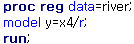 proc reg data=river;
model y=x4/r;
run;